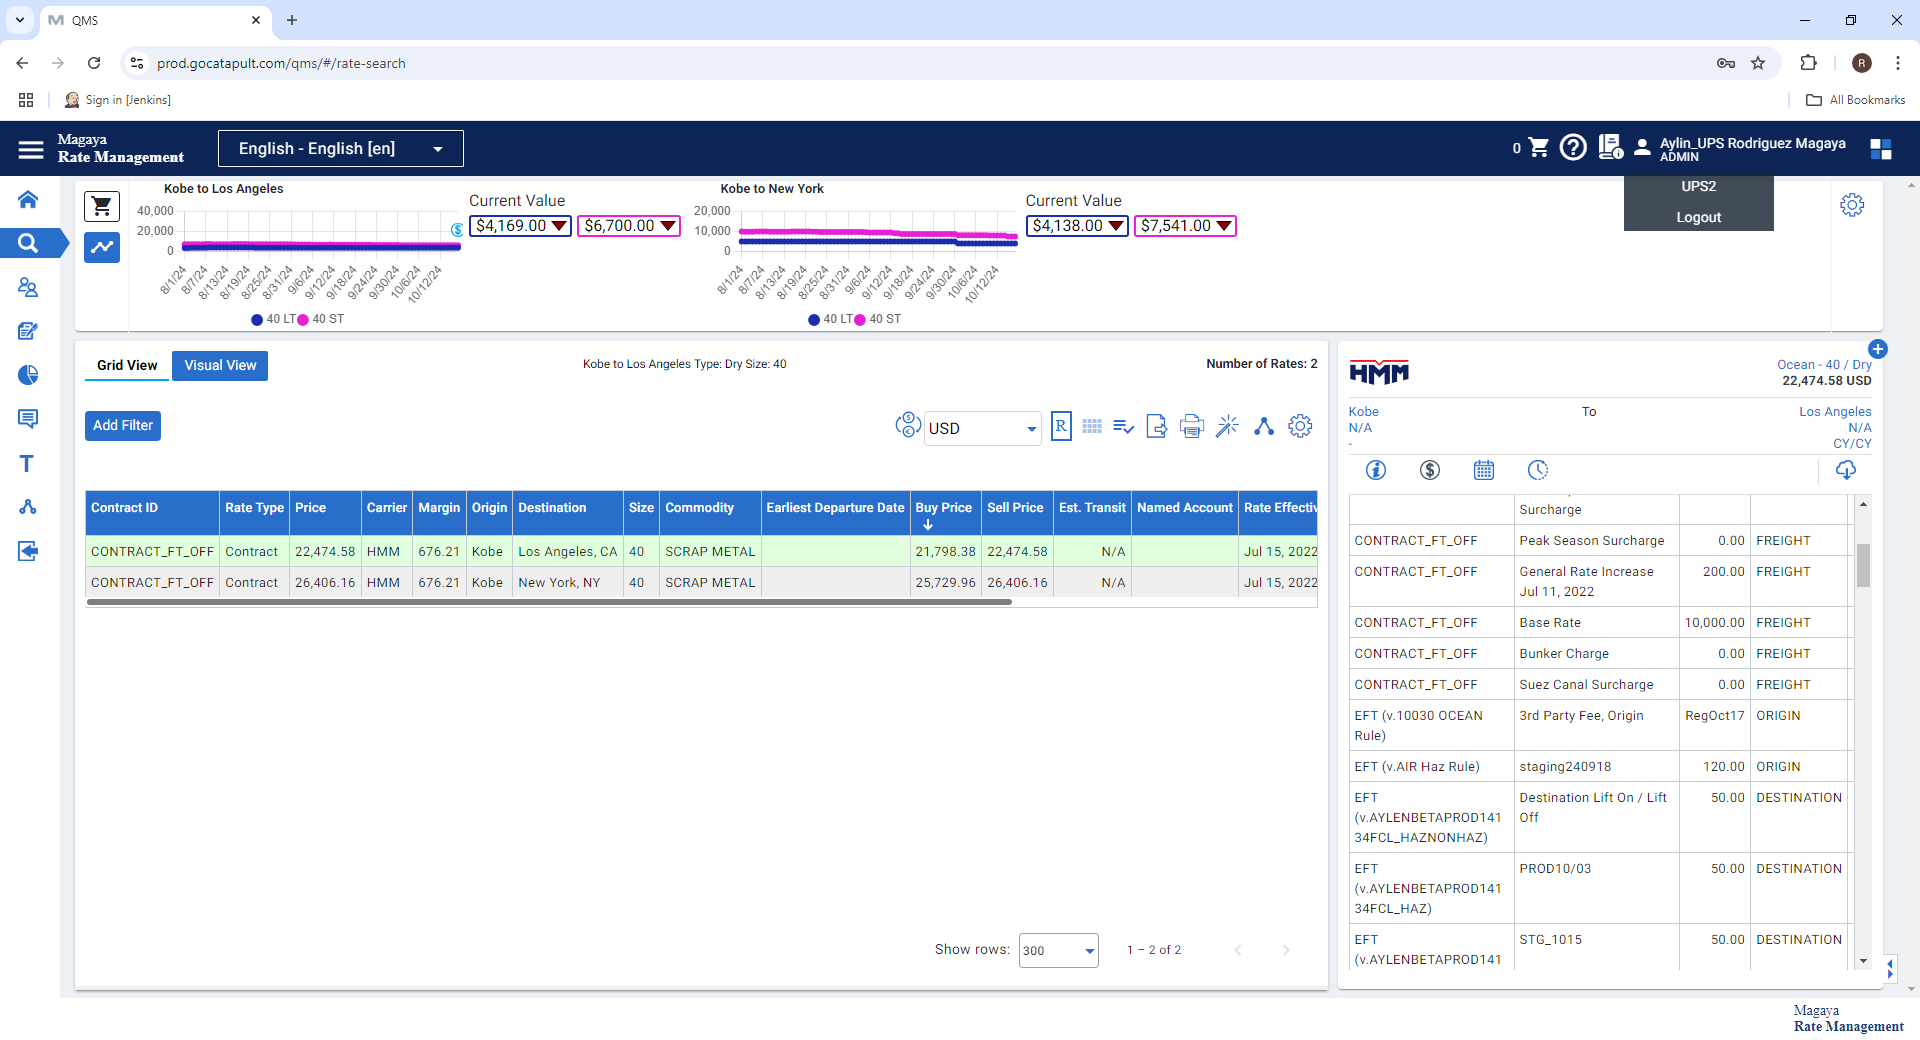 QMS
prod.gocatapult.com/qms/#/rate-search
R
Sign in [Jenkins]
All Bookmarks
Magaya
Rate Management
English - English [en]
0
Aylin_UPS Rodriguez Magaya
ADMIN
UPS2
Logout
Kobe to Los Angeles
40,000
20,000
0
8/1/24
8/7/24
8/13/24
8/19/24
8/25/24
8/31/24
9/6/24
9/12/24
9/18/24
9/24/24
9/30/24
10/6/24
10/12/24
40 LT
40 ST
Current Value
$4,169.00
$6,700.00
Kobe to New York
20,000
10,000
0
8/1/24
8/7/24
8/13/24
8/19/24
8/25/24
8/31/24
9/6/24
9/12/24
9/18/24
9/24/24
9/30/24
10/6/24
10/12/24
40 LT
40 ST
Current Value
$4,138.00
$7,541.00
Grid View
Visual View
Kobe to Los Angeles Type: Dry Size: 40
Number of Rates: 2
Add Filter
USD
R
Contract ID Rate Type Price Carrier Margin Origin Destination Size Commodity Earliest Departure Date Buy Price Sell Price Est. Transit Named Account Rate Effectiv
CONTRACT_FT_OFF Contract 22,474.58 HMM 676.21 Kobe Los Angeles, CA 40 SCRAP METAL 21,798.38 22,474.58 N/A Jul 15, 2022
CONTRACT_FT_OFF Contract 26,406.16 HMM 676.21 Kobe New York, NY 40 SCRAP METAL 25,729.96 26,406.16 N/A Jul 15, 2022
Show rows: 300 1 – 2 of 2
HMM
Ocean - 40 / Dry
22,474.58 USD
Kobe To Los Angeles
N/A N/A
- CY/CY
Surcharge
CONTRACT_FT_OFF Peak Season Surcharge 0.00 FREIGHT
CONTRACT_FT_OFF General Rate Increase 200.00 FREIGHT
Jul 11, 2022
CONTRACT_FT_OFF Base Rate 10,000.00 FREIGHT
CONTRACT_FT_OFF Bunker Charge 0.00 FREIGHT
CONTRACT_FT_OFF Suez Canal Surcharge 0.00 FREIGHT
EFT (v.10030 OCEAN 3rd Party Fee, Origin RegOct17 ORIGIN
Rule)
EFT (v.AIR Haz Rule) staging240918 120.00 ORIGIN
EFT Destination Lift On / Lift 50.00 DESTINATION
(v.AYLENBETAPROD141 Off
34FCL_HAZNONHAZ)
EFT PROD10/03 50.00 DESTINATION
(v.AYLENBETAPROD141
34FCL_HAZ)
EFT STG_1015 50.00 DESTINATION
(v.AYLENBETAPROD141
T
Magaya
Rate Management